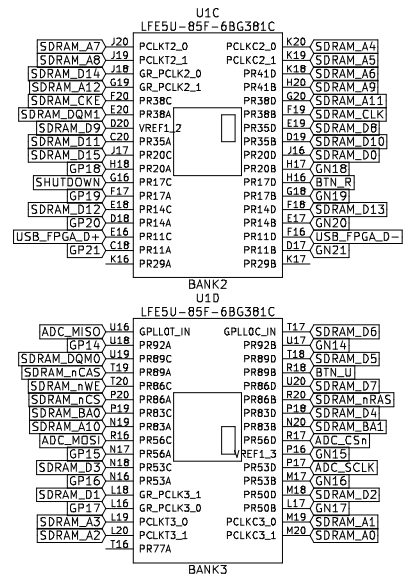 U1C
LFE5U-85F-6BG381C
SDRAM_A7 J20 PCLKT2_0 PCLKC2_0 K20 SDRAM_A4
SDRAM_A8 J19 PCLKT2_1 PCLKC2_1 K19 SDRAM_A5
SDRAM_D14 J18 GR_PCLK2_0 PR41D K18 SDRAM_A6
SDRAM_A12 G19 GR_PCLK2_1 PR41B H20 SDRAM_A9
SDRAM_CKE F20 PR38C PR38D G20 SDRAM_A11
SDRAM_DQM1 E20 PR38A PR38B F19 SDRAM_CLK
SDRAM_D9 D20 VREF1_2 PR35D E19 SDRAM_D8
SDRAM_D11 C20 PR35A PR35B D19 SDRAM_D10
SDRAM_D15 J17 PR20C PR20D J16 SDRAM_D0
GP18 H18 PR20A PR20B H17 GN18
SHUTDOWN G16 PR17C PR17D H16 BTN_R
GP19 F17 PR17A PR17B G18 GN19
SDRAM_D12 E18 PR14C PR14D F18 SDRAM_D13
GP20 D18 PR14A PR14B E17 GN20
USB_FPGA_D+ E16 PR11C PR11D F16 USB_FPGA_D-
GP21 C18 PR11A PR11B D17 GN21
K16 PR29A PR29B K17
BANK2
U1D
LFE5U-85F-6BG381C
ADC_MISO U16 GPLL0T_IN GPLL0C_IN T17 SDRAM_D6
GP14 U18 PR92A PR92B U17 GN14
SDRAM_DQM0 U19 PR89C PR89D T18 SDRAM_D5
SDRAM_nCAS T19 PR89A PR89B R18 BTN_U
SDRAM_nWE T20 PR86C PR86D U20 SDRAM_D7
SDRAM_nCS P20 PR86A PR86B R20 SDRAM_nRAS
SDRAM_BA0 P19 PR83C PR83D P18 SDRAM_D4
SDRAM_A10 N19 PR83A PR83B N20 SDRAM_BA1
ADC_MOSI R16 PR56C PR56D R17 ADC_CSn
GP15 N17 PR56A VREF1_3 P16 GN15
SDRAM_D3 N18 PR53C PR53D P17 ADC_SCLK
GP16 N16 PR53A PR53B M17 GN16
SDRAM_D1 L18 GR_PCLK3_1 PR50D M18 SDRAM_D2
GP17 L16 GR_PCLK3_0 PR50B L17 GN17
SDRAM_A3 L19 PCLKT3_0 PCLKC3_0 M19 SDRAM_A1
SDRAM_A2 L20 PCLKT3_1 PCLKC3_1 M20 SDRAM_A0
T16 PR77A
BANK3